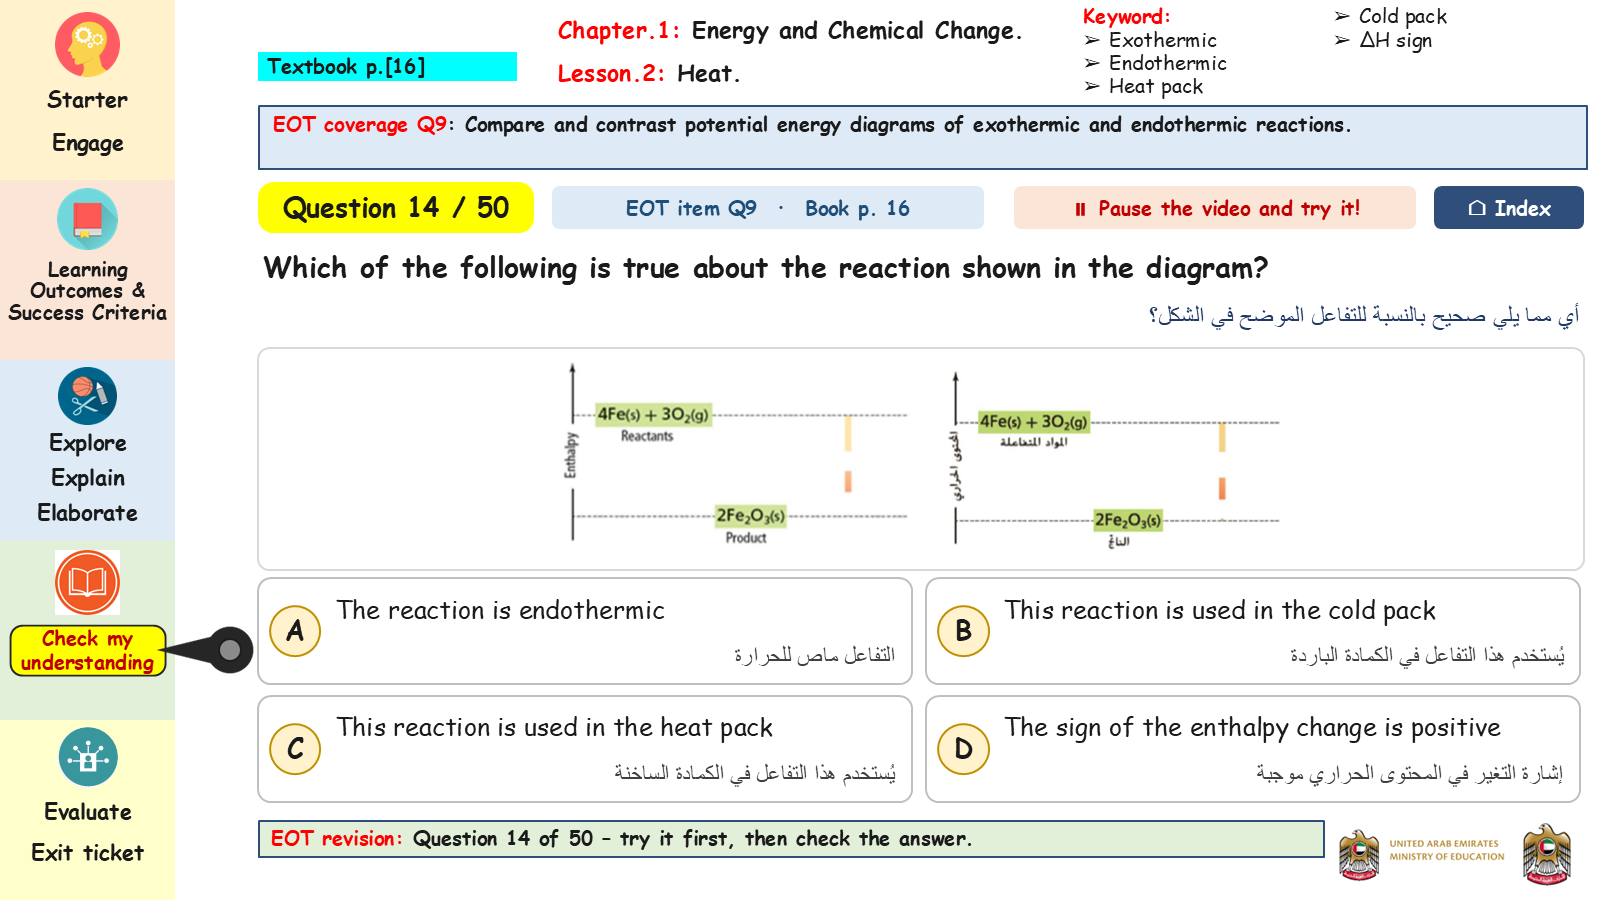 Starter
Engage
Learning
Outcomes &
Success Criteria
Explore
Explain
Elaborate
Check my
understanding
Evaluate
Exit ticket
Textbook p.[16]
Chapter.1: Energy and Chemical Change.
Lesson.2: Heat.
Keyword:
➢ Exothermic
➢ Endothermic
➢ Heat pack
➢ Cold pack
➢ ΔH sign
EOT coverage Q9: Compare and contrast potential energy diagrams of exothermic and endothermic reactions.
Question 14 / 50
EOT item Q9 · Book p. 16
⏸ Pause the video and try it!
Index
Which of the following is true about the reaction shown in the diagram?
أي مما يلي صحيح بالنسبة للتفاعل الموضح في الشكل؟
Enthalpy
4Fe(s) + 3O₂(g)
Reactants
2Fe₂O₃(s)
Product
المحتوى الحراري
4Fe(s) + 3O₂(g)
المواد المتفاعلة
2Fe₂O₃(s)
الناتج
A
The reaction is endothermic
التفاعل ماص للحرارة
B
This reaction is used in the cold pack
يُستخدم هذا التفاعل في الكمادة الباردة
C
This reaction is used in the heat pack
يُستخدم هذا التفاعل في الكمادة الساخنة
D
The sign of the enthalpy change is positive
إشارة التغير في المحتوى الحراري موجبة
EOT revision: Question 14 of 50 – try it first, then check the answer.
UNITED ARAB EMIRATES
MINISTRY OF EDUCATION